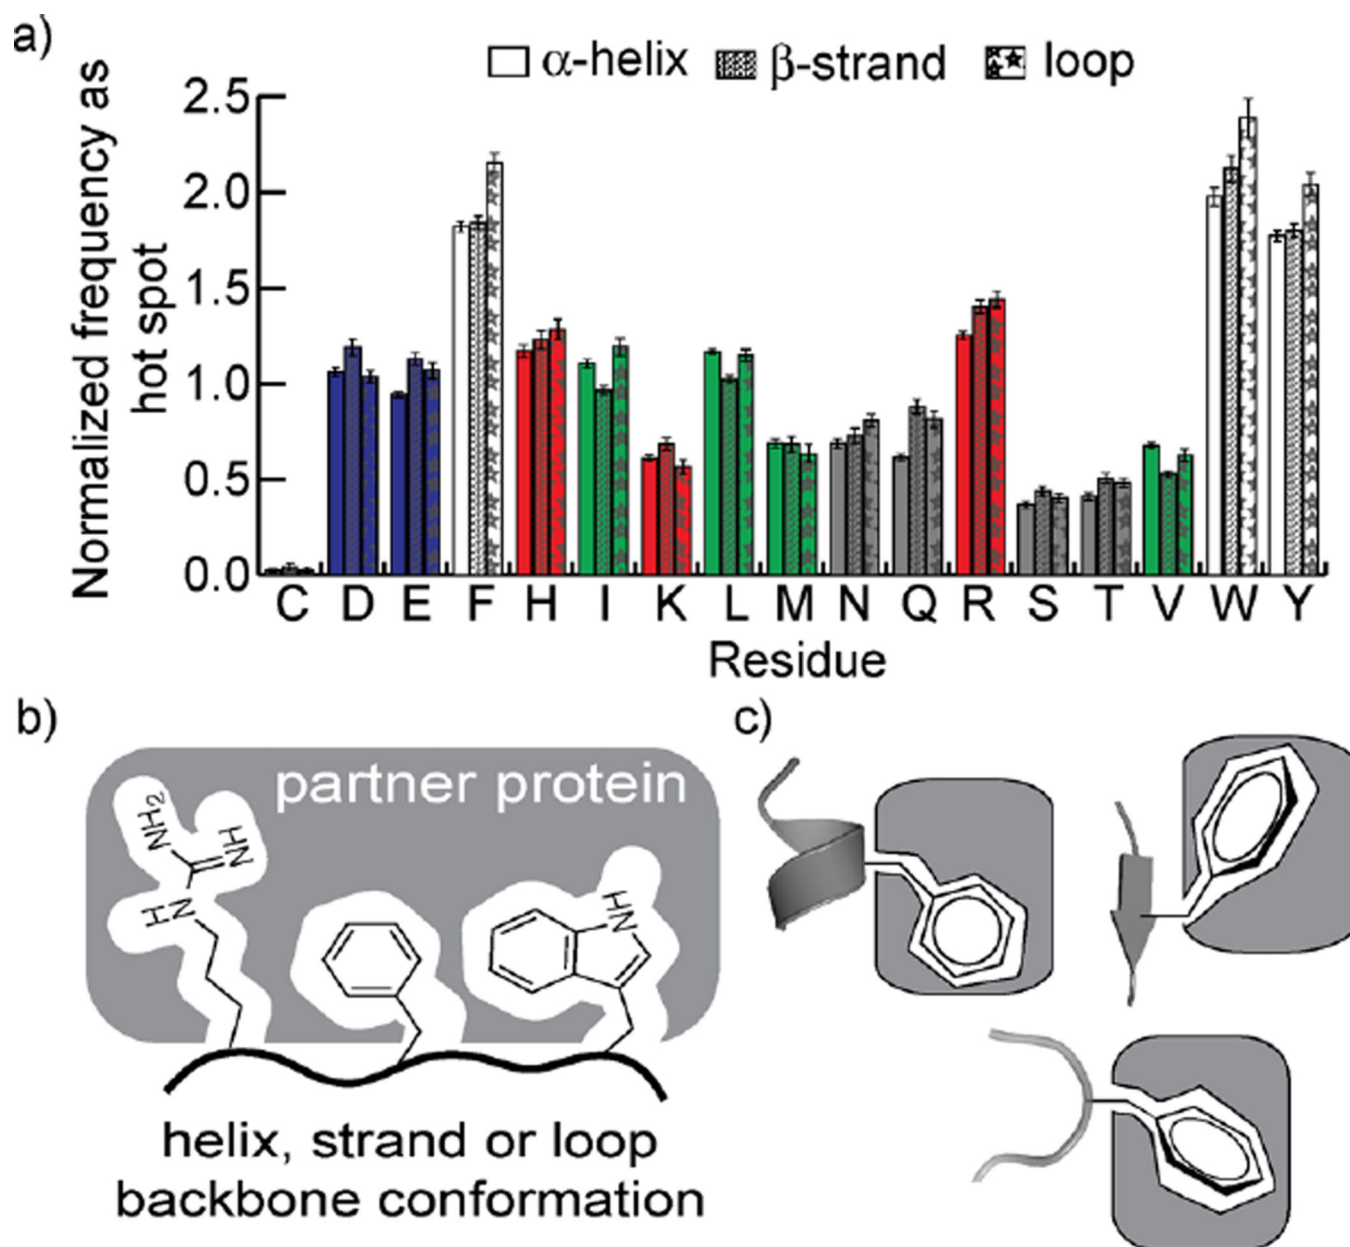 a)
α-helix β-strand loop
Normalized frequency as
hot spot
2.5
2.0
1.5
1.0
0.5
0.0
C D E F H I K L M N Q R S T V W Y
Residue
b)
partner protein
NH2
NH
H
N
NH
helix, strand or loop
backbone conformation
c)